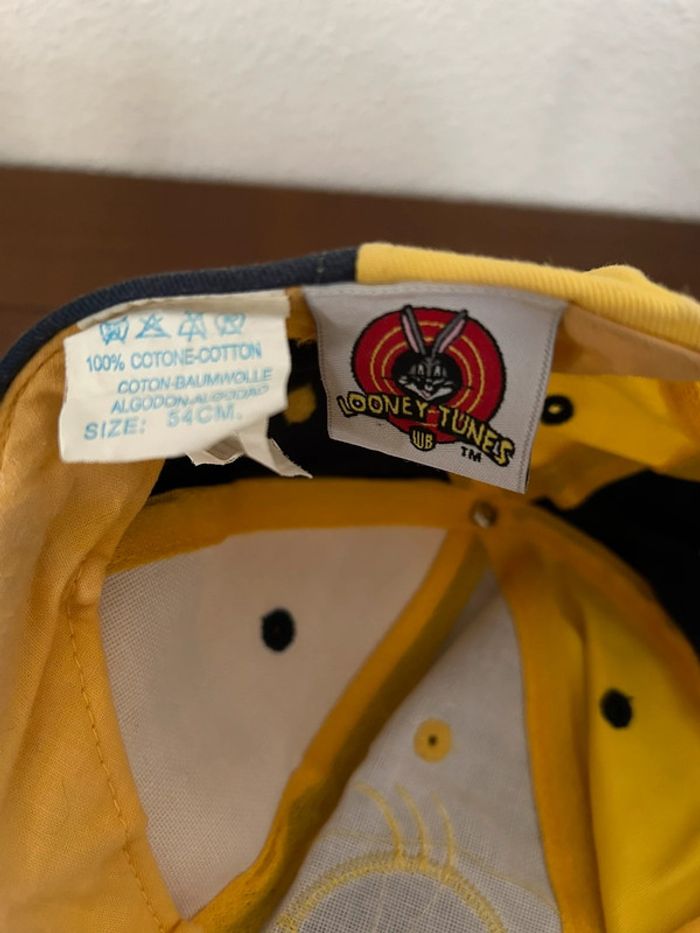 100% COTONE-COTTON
COTON-BAUMWOLLE
ALGODON-ALGODAO
SIZE: 54CM.
LOONEY TUNES
WB
TM